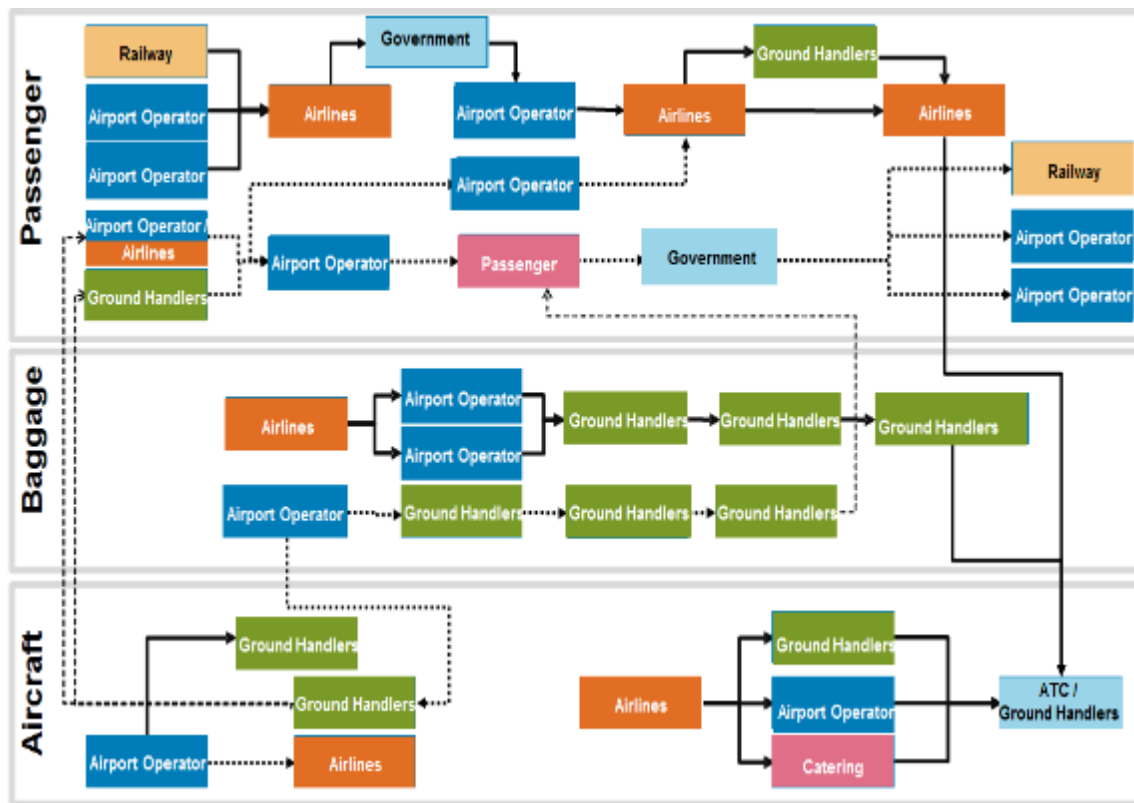 Passenger
Railway
Government
Ground Handlers
Airport Operator
Airlines
Airport Operator
Airlines
Airlines
Airport Operator
Airport Operator
Railway
Airport Operator /
Airlines
Airport Operator
Passenger
Government
Airport Operator
Ground Handlers
Airport Operator
Baggage
Airlines
Airport Operator
Airport Operator
Ground Handlers
Ground Handlers
Ground Handlers
Airport Operator
Ground Handlers
Ground Handlers
Ground Handlers
Aircraft
Ground Handlers
Ground Handlers
Airport Operator
Airlines
Airlines
Ground Handlers
Airport Operator
Catering
ATC /
Ground Handlers